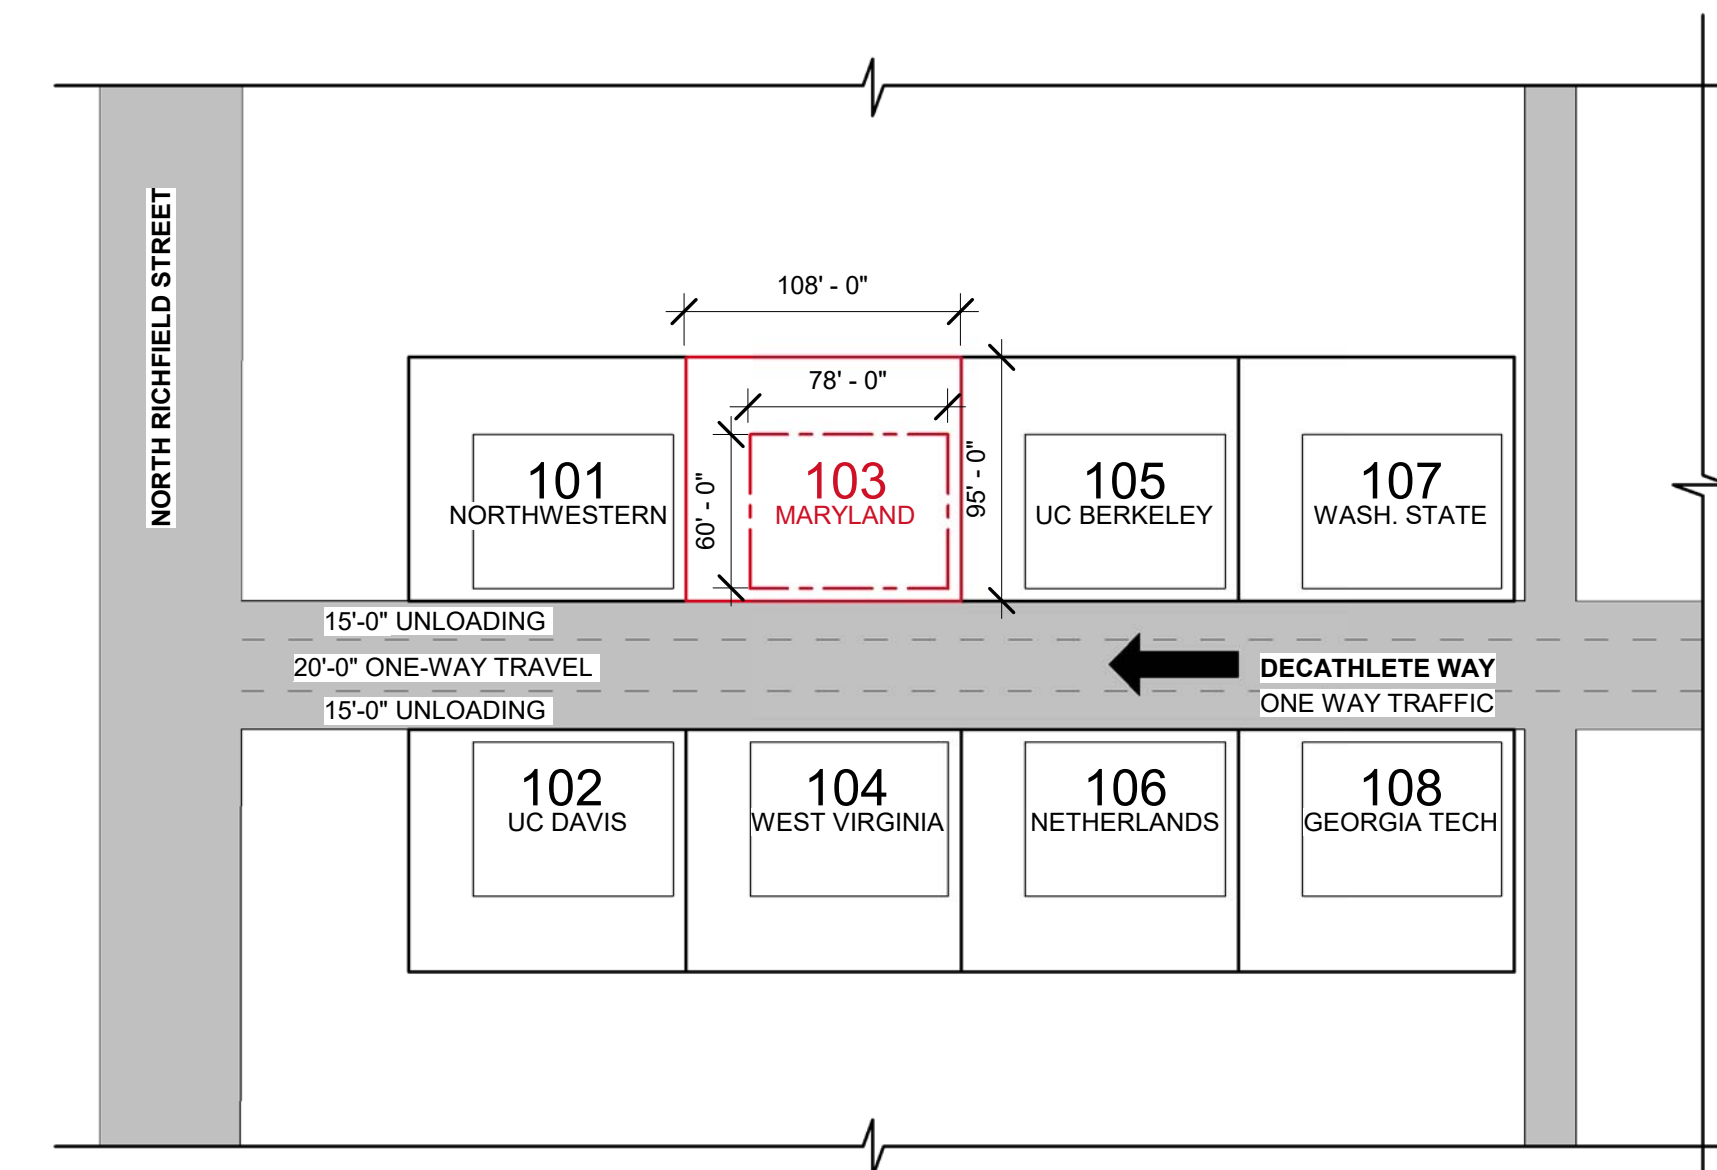 NORTH RICHFIELD STREET
108' - 0"
78' - 0"
60' - 0"
95' - 0"
101
NORTHWESTERN
103
MARYLAND
105
UC BERKELEY
107
WASH. STATE
15'-0" UNLOADING
20'-0" ONE-WAY TRAVEL
15'-0" UNLOADING
DECATHLETE WAY
ONE WAY TRAFFIC
102
UC DAVIS
104
WEST VIRGINIA
106
NETHERLANDS
108
GEORGIA TECH